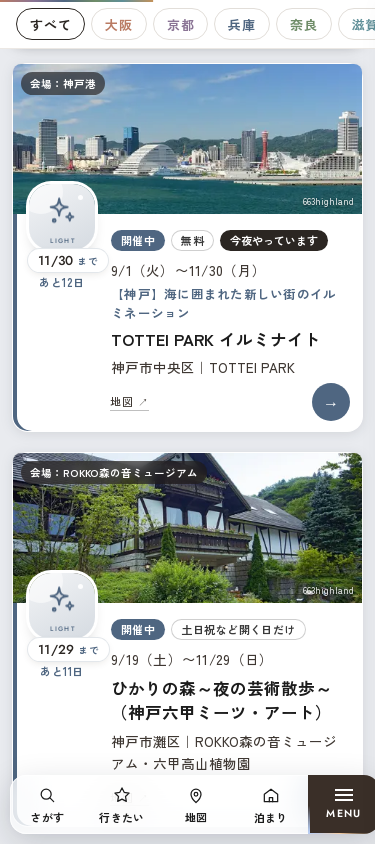 すべて
大阪
京都
兵庫
奈良
滋賀
会場：神戸港
663highland
LIGHT
11/30 まで
あと12日
開催中
無料
今夜やっています
9/1（火）〜11/30（月）
【神戸】海に囲まれた新しい街のイル
ミネーション
TOTTEI PARK イルミナイト
神戸市中央区｜TOTTEI PARK
地図 ↗
→
会場：ROKKO森の音ミュージアム
663highland
LIGHT
11/29 まで
あと11日
開催中
土日祝など開く日だけ
9/19（土）〜11/29（日）
ひかりの森～夜の芸術散歩～
（神戸六甲ミーツ・アート）
神戸市灘区｜ROKKO森の音ミュージ
アム・六甲高山植物園
さがす
行きたい
地図
泊まり
MENU